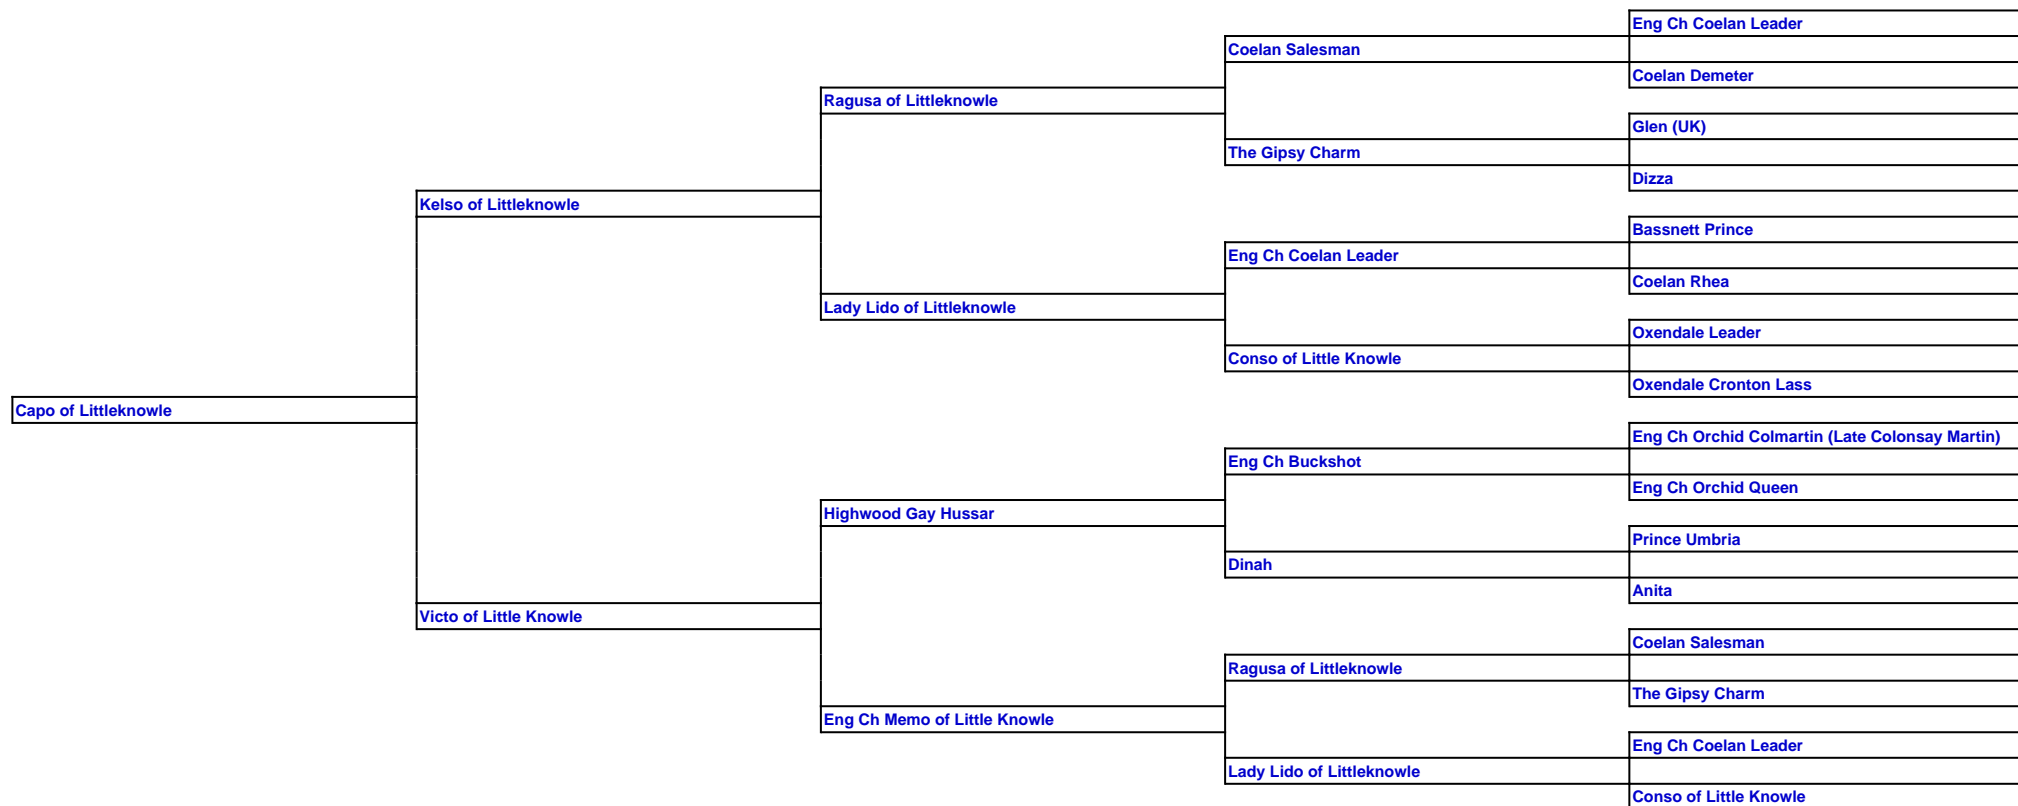 Eng Ch Coelan Leader
Coelan Salesman
Coelan Demeter
Ragusa of Littleknowle
Glen (UK)
The Gipsy Charm
Dizza
Kelso of Littleknowle
Bassnett Prince
Eng Ch Coelan Leader
Coelan Rhea
Lady Lido of Littleknowle
Oxendale Leader
Conso of Little Knowle
Oxendale Cronton Lass
Capo of Littleknowle
Eng Ch Orchid Colmartin (Late Colonsay Martin)
Eng Ch Buckshot
Eng Ch Orchid Queen
Highwood Gay Hussar
Prince Umbria
Dinah
Anita
Victo of Little Knowle
Coelan Salesman
Ragusa of Littleknowle
The Gipsy Charm
Eng Ch Memo of Little Knowle
Eng Ch Coelan Leader
Lady Lido of Littleknowle
Conso of Little Knowle